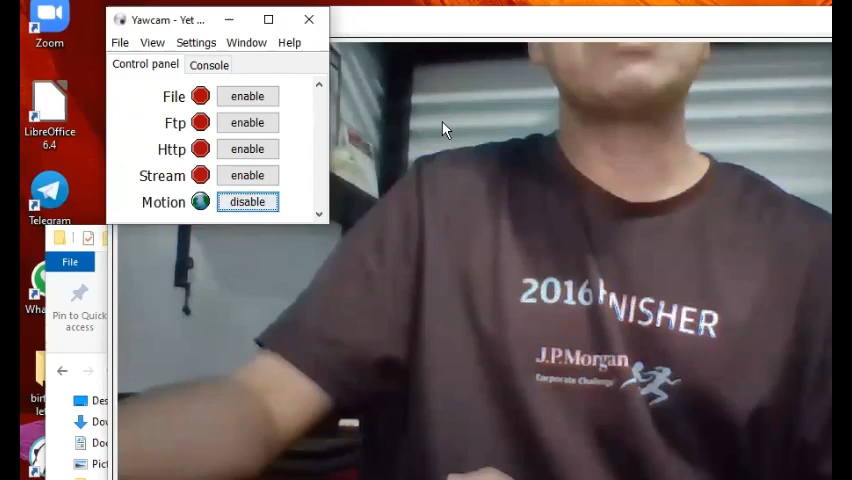 Zoom
LibreOffice
6.4
Telegram
Yawcam - Yet ...
File View Settings Window Help
Control panel Console
File enable
Ftp enable
Http enable
Stream enable
Motion disable
File
Pin to Quick
access
2016 FINISHER
J.P.Morgan
Corporate Challenge